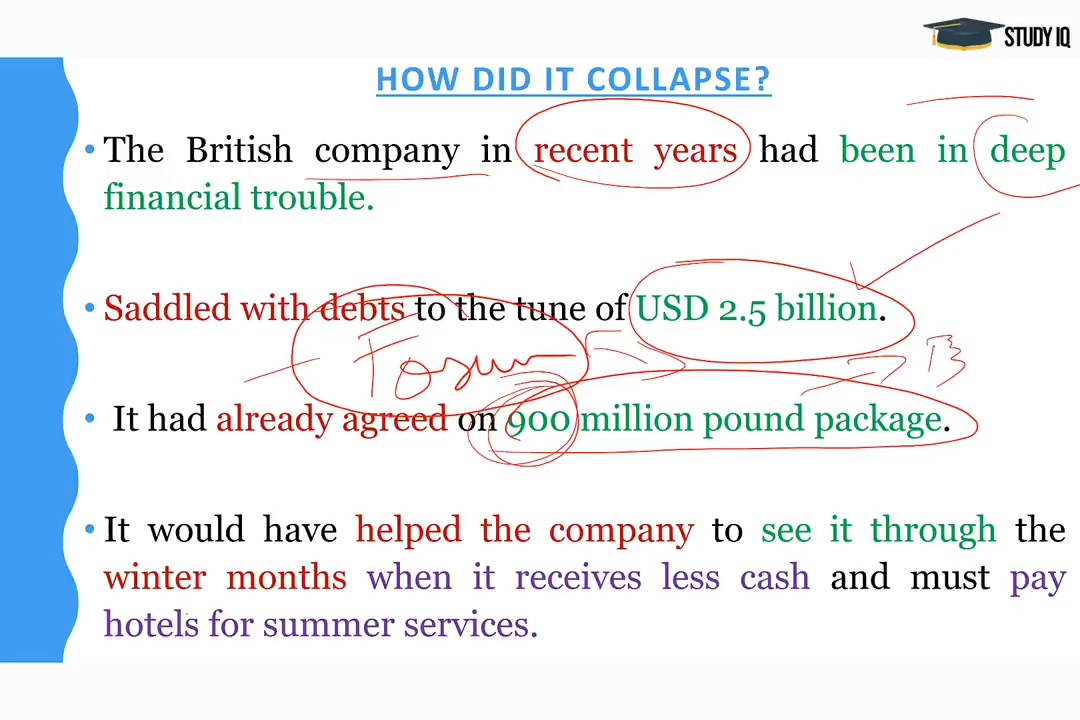 STUDY IQ
HOW DID IT COLLAPSE?
• The British company in recent years had been in deep
financial trouble.
• Saddled with debts to the tune of USD 2.5 billion.
Fosun
B
• It had already agreed on 900 million pound package.
• It would have helped the company to see it through the
winter months when it receives less cash and must pay
hotels for summer services.